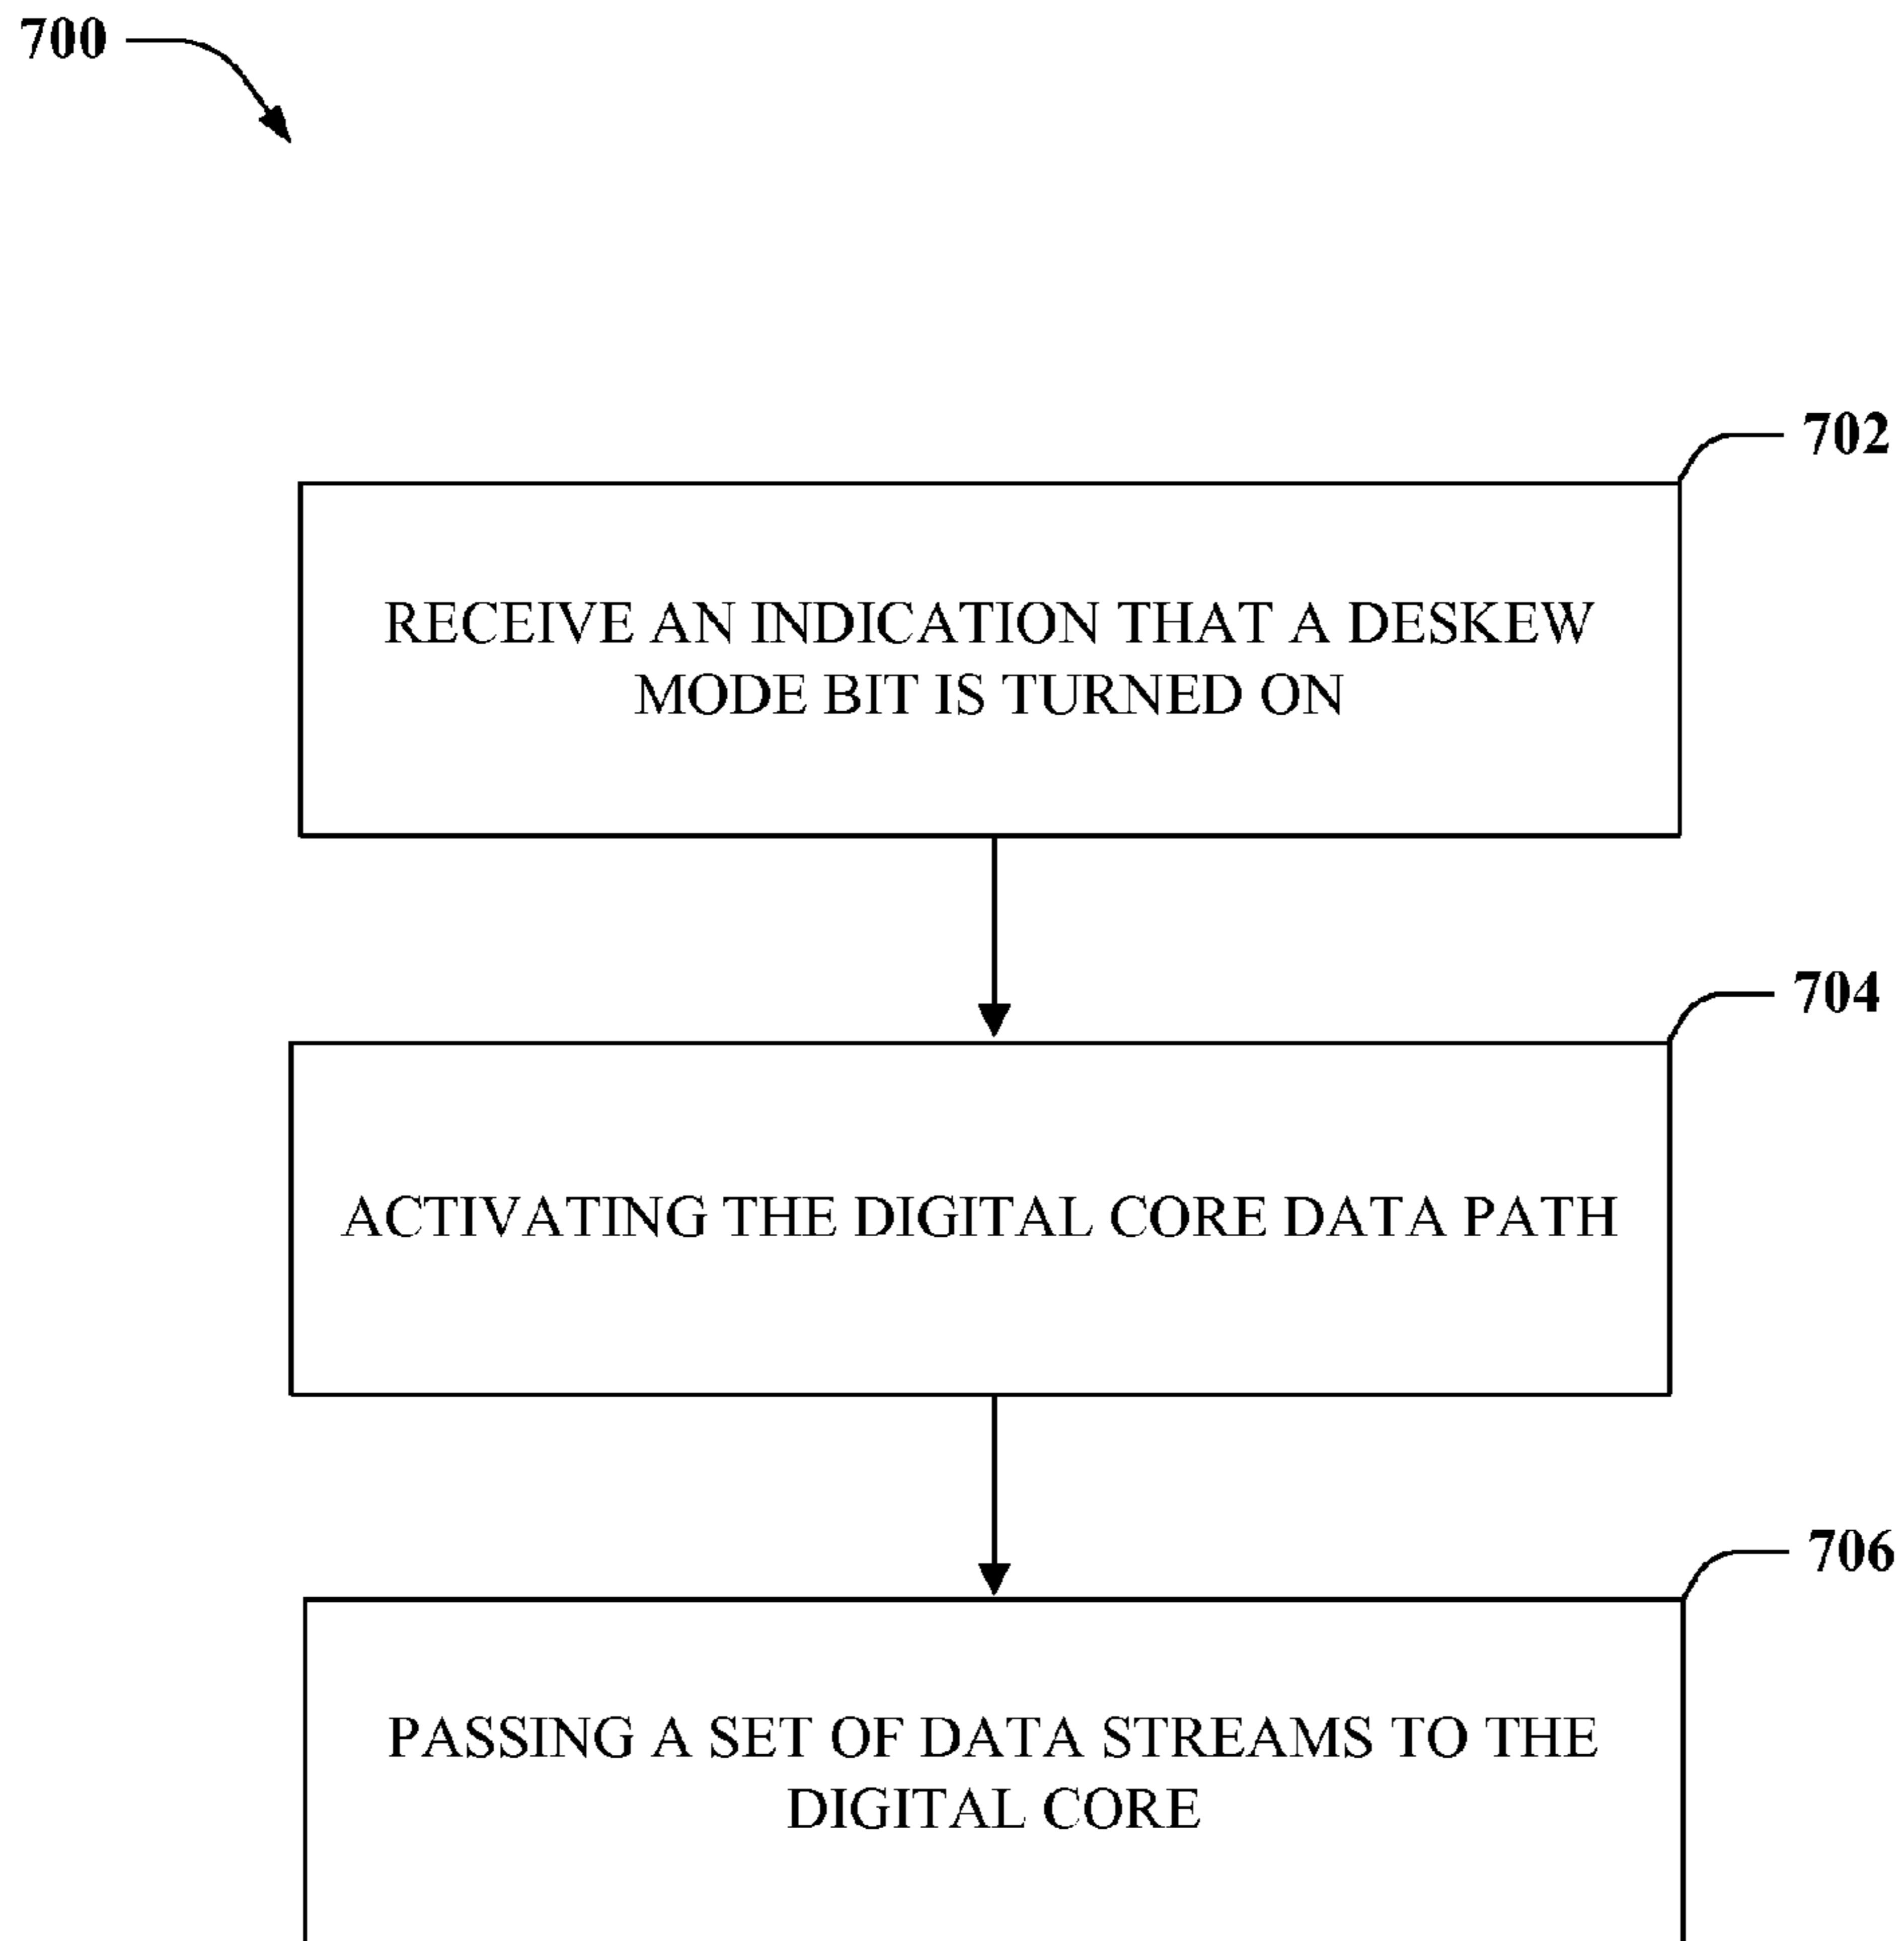 700
702
RECEIVE AN INDICATION THAT A DESKEW
MODE BIT IS TURNED ON
704
ACTIVATING THE DIGITAL CORE DATA PATH
706
PASSING A SET OF DATA STREAMS TO THE
DIGITAL CORE